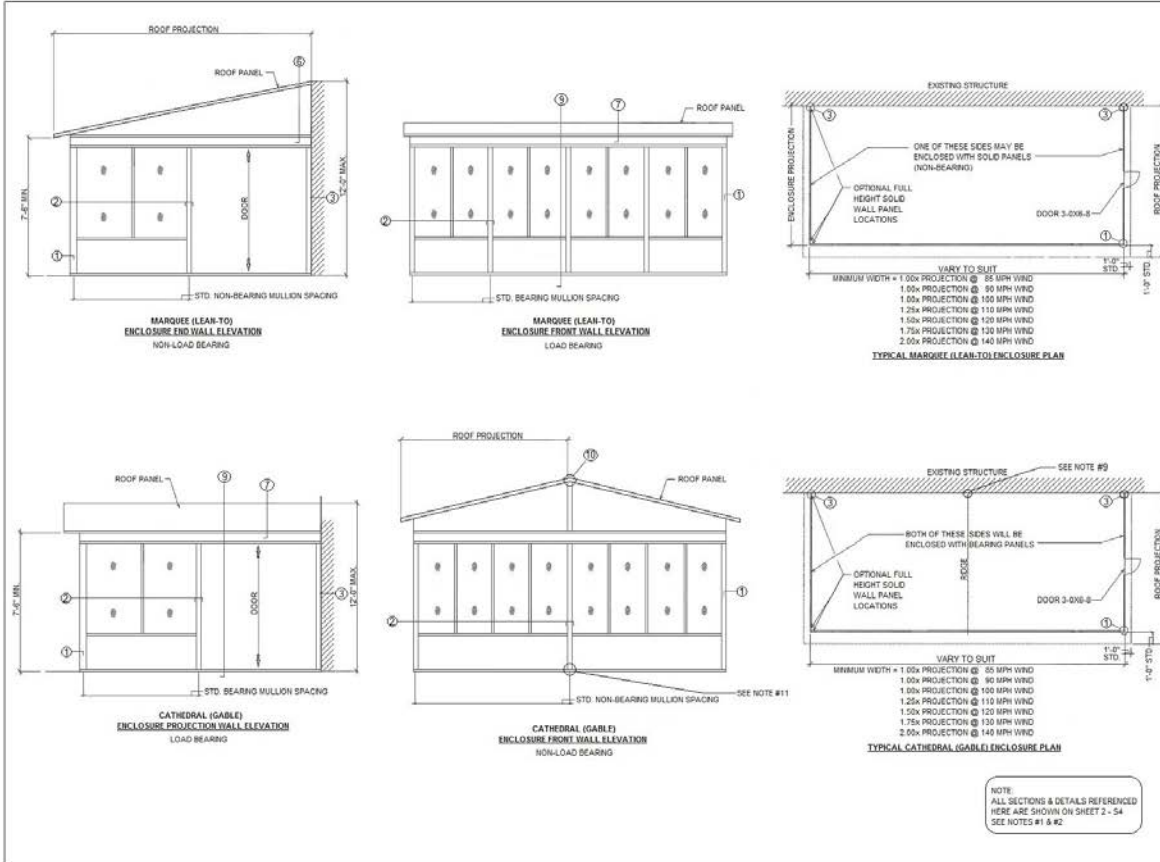 ROOF PROJECTION
ROOF PANEL
6
7'-6" MIN.
2
DOOR
3
12'-0" MAX.
1
STD. NON-BEARING MULLION SPACING
MARQUEE (LEAN-TO)
ENCLOSURE END WALL ELEVATION
NON-LOAD BEARING
9
7
ROOF PANEL
2
1
STD. BEARING MULLION SPACING
MARQUEE (LEAN-TO)
ENCLOSURE FRONT WALL ELEVATION
LOAD BEARING
EXISTING STRUCTURE
3
3
ENCLOSURE PROJECTION
ONE OF THESE SIDES MAY BE
ENCLOSED WITH SOLID PANELS
(NON-BEARING)
OPTIONAL FULL
HEIGHT SOLID
WALL PANEL
LOCATIONS
DOOR 3-0X6-8
ROOF PROJECTION
1
1'-0"
STD.
1'-0" STD.
VARY TO SUIT
MINIMUM WIDTH = 1.00x PROJECTION @ 85 MPH WIND
1.00x PROJECTION @ 90 MPH WIND
1.00x PROJECTION @ 100 MPH WIND
1.25x PROJECTION @ 110 MPH WIND
1.50x PROJECTION @ 120 MPH WIND
1.75x PROJECTION @ 130 MPH WIND
2.00x PROJECTION @ 140 MPH WIND
TYPICAL MARQUEE (LEAN-TO) ENCLOSURE PLAN
ROOF PANEL
9
7
7'-6" MIN.
2
DOOR
3
12'-0" MAX.
1
STD. BEARING MULLION SPACING
CATHEDRAL (GABLE)
ENCLOSURE PROJECTION WALL ELEVATION
LOAD BEARING
ROOF PROJECTION
10
ROOF PANEL
2
1
SEE NOTE #11
STD. NON-BEARING MULLION SPACING
CATHEDRAL (GABLE)
ENCLOSURE FRONT WALL ELEVATION
NON-LOAD BEARING
EXISTING STRUCTURE
SEE NOTE #9
3
3
BOTH OF THESE SIDES WILL BE
ENCLOSED WITH BEARING PANELS
RIDGE
OPTIONAL FULL
HEIGHT SOLID
WALL PANEL
LOCATIONS
DOOR 3-0X6-8
ROOF PROJECTION
1
1'-0"
STD.
1'-0" STD.
VARY TO SUIT
MINIMUM WIDTH = 1.00x PROJECTION @ 85 MPH WIND
1.00x PROJECTION @ 90 MPH WIND
1.00x PROJECTION @ 100 MPH WIND
1.25x PROJECTION @ 110 MPH WIND
1.50x PROJECTION @ 120 MPH WIND
1.75x PROJECTION @ 130 MPH WIND
2.00x PROJECTION @ 140 MPH WIND
TYPICAL CATHEDRAL (GABLE) ENCLOSURE PLAN
NOTE:
ALL SECTIONS & DETAILS REFERENCED
HERE ARE SHOWN ON SHEET 2 - S4
SEE NOTES #1 & #2